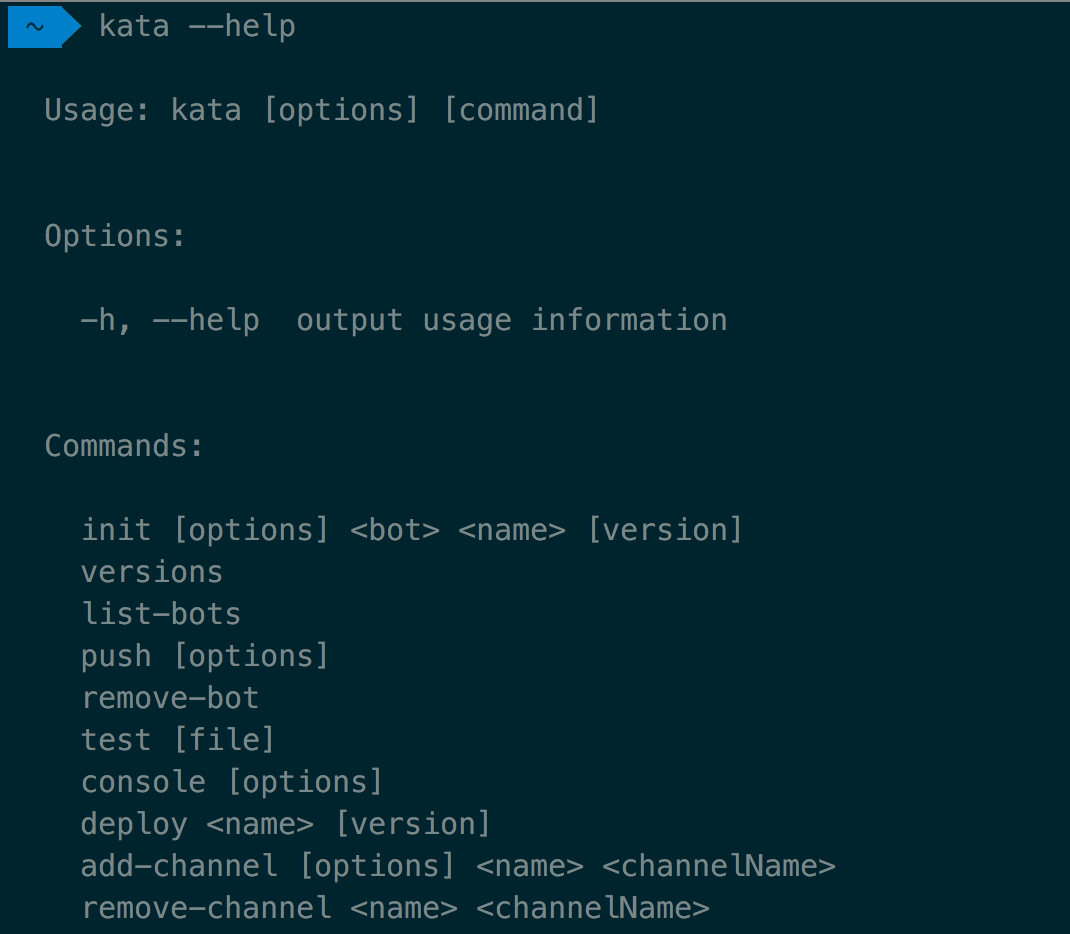 ~ kata --help
Usage: kata [options] [command]
Options:
-h, --help  output usage information
Commands:
init [options] <bot> <name> [version]
versions
list-bots
push [options]
remove-bot
test [file]
console [options]
deploy <name> [version]
add-channel [options] <name> <channelName>
remove-channel <name> <channelName>